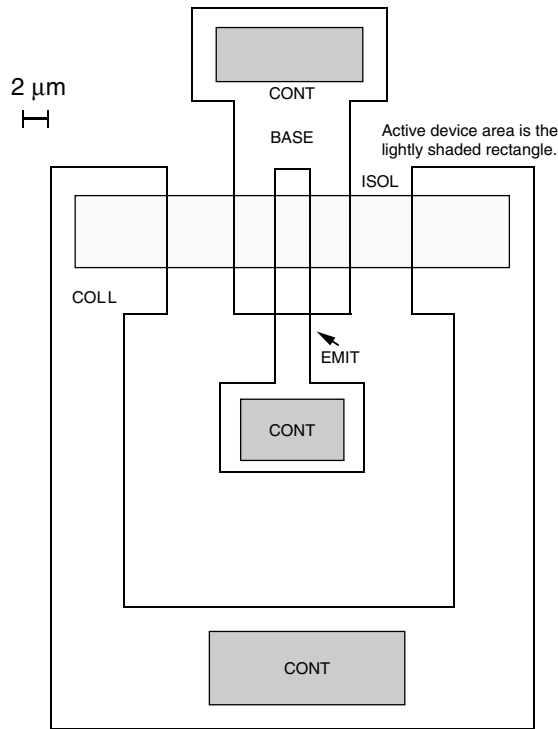 2 μm
CONT
BASE
Active device area is the
lightly shaded rectangle.
ISOL
COLL
EMIT
CONT
CONT